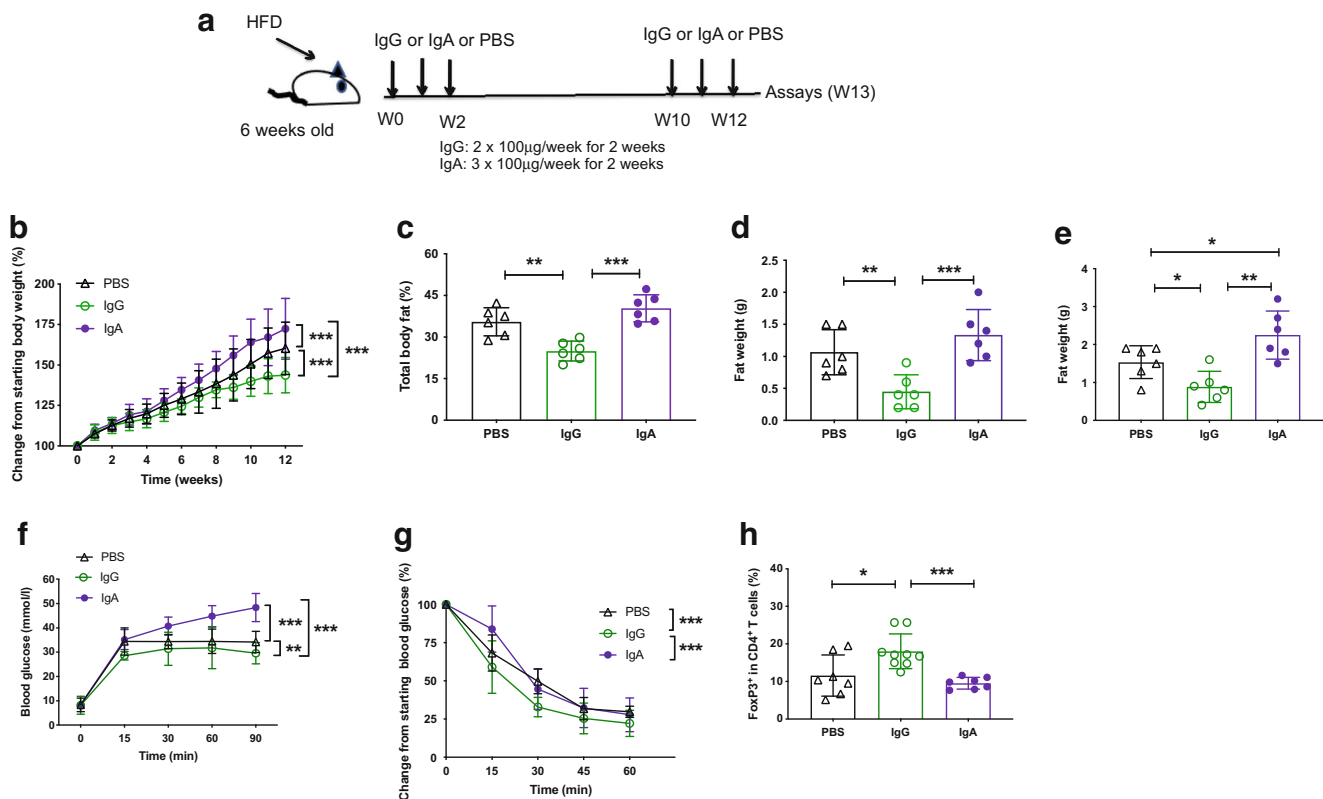 a
HFD
IgG or IgA or PBS
IgG or IgA or PBS
Assays (W13)
6 weeks old
W0
W2
W10
W12
IgG: 2 x 100µg/week for 2 weeks
IgA: 3 x 100µg/week for 2 weeks
b
Change from starting body weight (%)
200
175
150
125
100
PBS
IgG
IgA
***
***
***
0 2 4 6 8 10 12
Time (weeks)
c
Total body fat (%)
60
45
30
15
0
** ***
PBS IgG IgA
d
Fat weight (g)
2.5
2.0
1.5
1.0
0.5
0.0
** ***
PBS IgG IgA
e
Fat weight (g)
4
3
2
1
0
*
* **
PBS IgG IgA
f
Blood glucose (mmol/l)
60
50
40
30
20
10
0
PBS
IgG
IgA
***
**
***
0 15 30 60 90
Time (min)
g
Change from starting blood glucose (%)
100
75
50
25
0
PBS
IgG
IgA
***
***
0 15 30 45 60
Time (min)
h
FoxP3⁺ in CD4⁺ T cells (%)
40
30
20
10
0
* ***
PBS IgG IgA